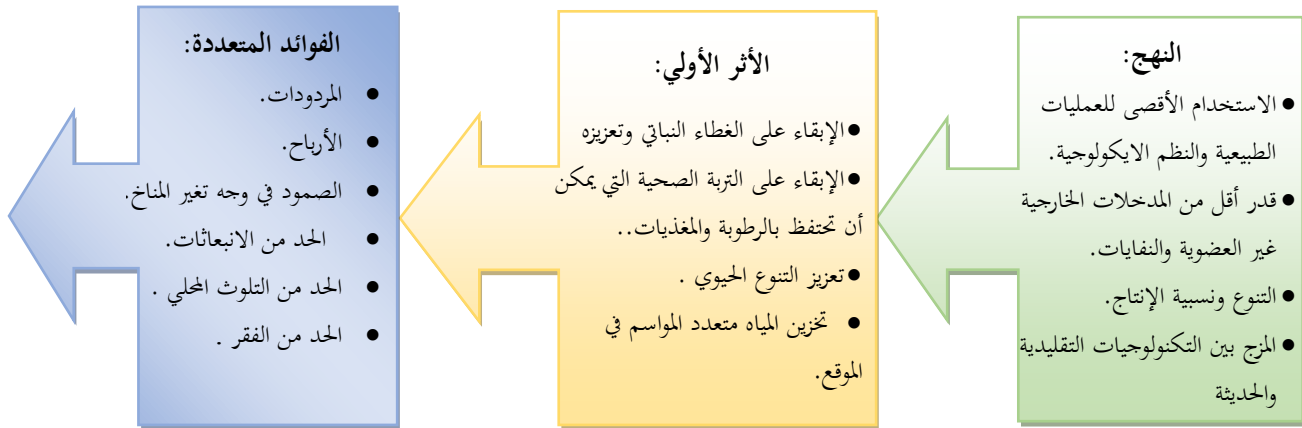 النهج:
● الاستخدام الأقصى للعمليات
الطبيعية والنظم الايكولوجية.
● قدر أقل من المدخلات الخارجية
غير العضوية والنفايات.
● التنوع ونسبية الإنتاج.
● المزج بين التكنولوجيات التقليدية
والحديثة
الأثر الأولي:
●الإبقاء على الغطاء النباتي وتعزيزه
●الإبقاء على التربة الصحية التي يمكن
أن تحتفظ بالرطوبة والمغذيات..
●تعزيز التنوع الحيوي .
● تخزين المياه متعدد المواسم في
الموقع.
الفوائد المتعددة:
● المردودات.
● الأرباح.
● الصمود في وجه تغير المناخ.
● الحد من الانبعاثات.
● الحد من التلوث المحلي .
● الحد من الفقر .